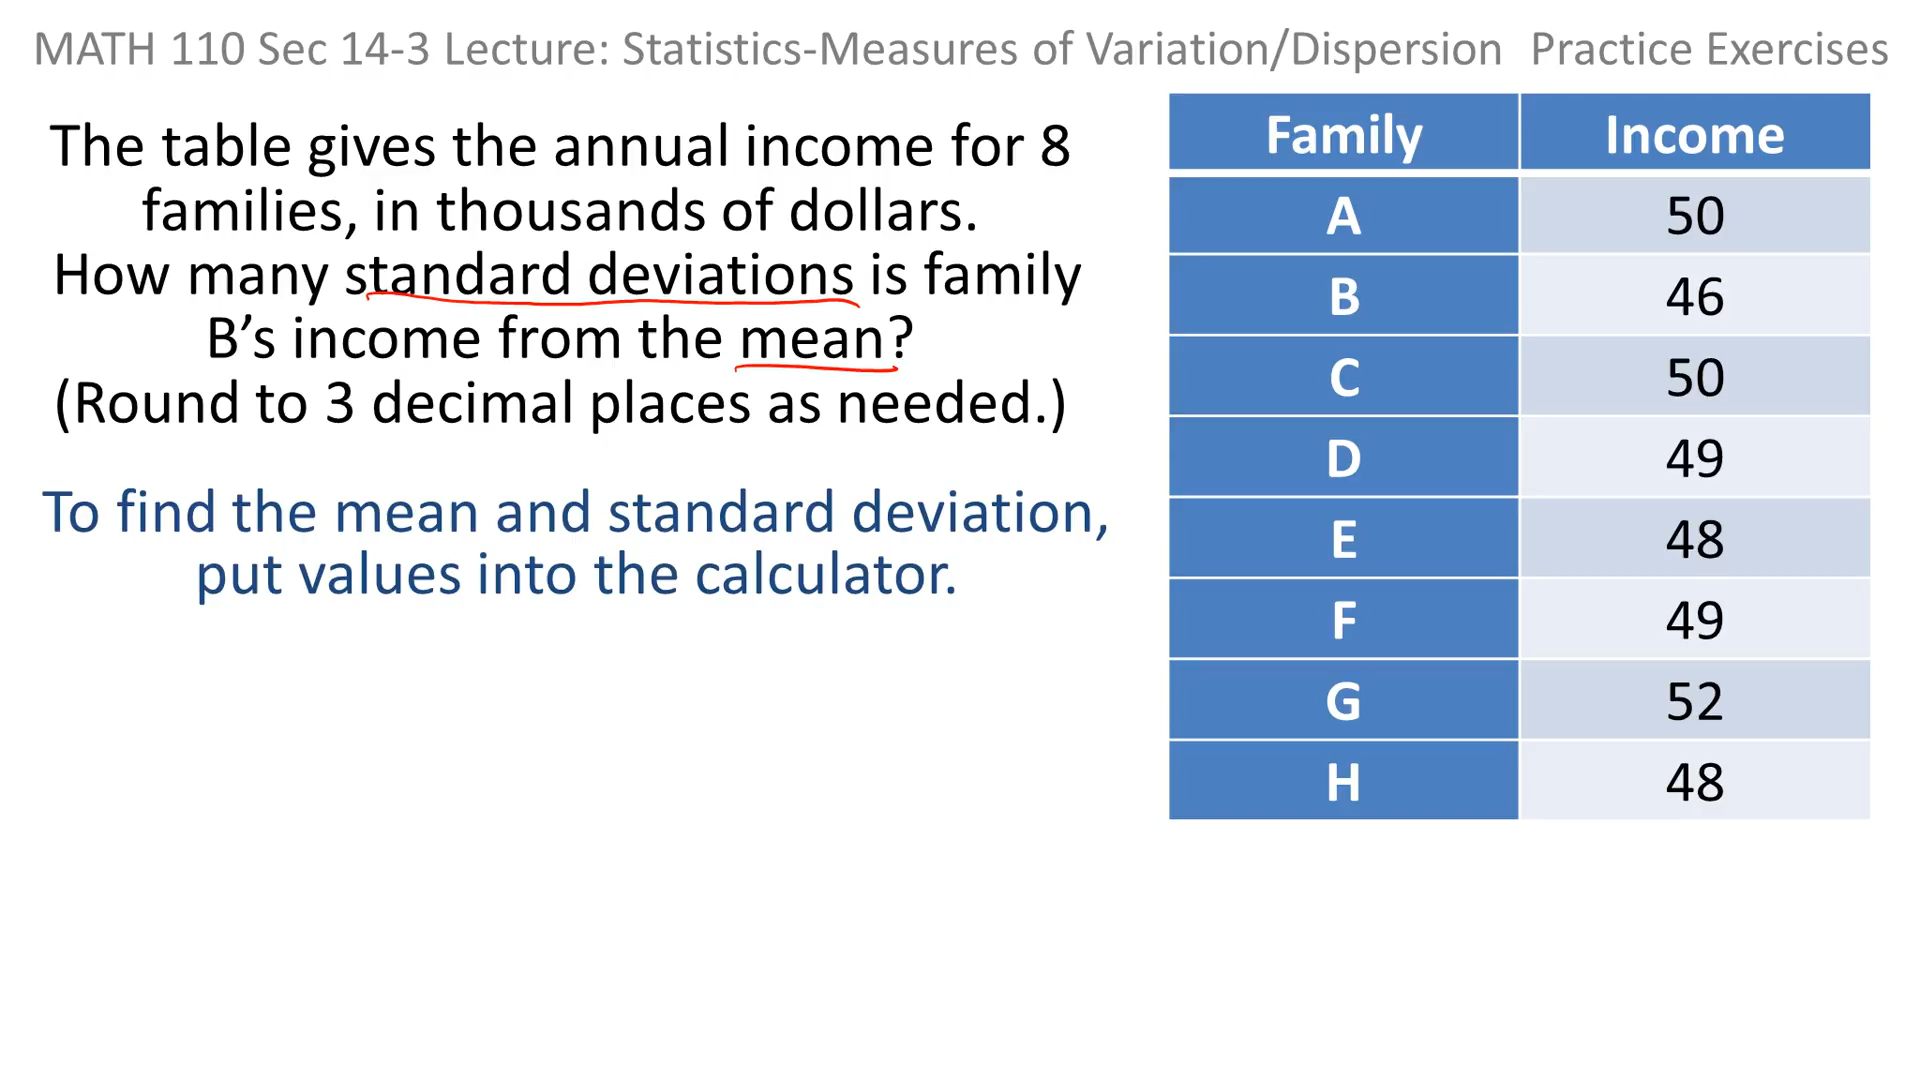 MATH 110 Sec 14-3 Lecture: Statistics-Measures of Variation/Dispersion Practice Exercises
The table gives the annual income for 8
families, in thousands of dollars.
How many standard deviations is family
B’s income from the mean?
(Round to 3 decimal places as needed.)
To find the mean and standard deviation,
put values into the calculator.
Family Income
A 50
B 46
C 50
D 49
E 48
F 49
G 52
H 48